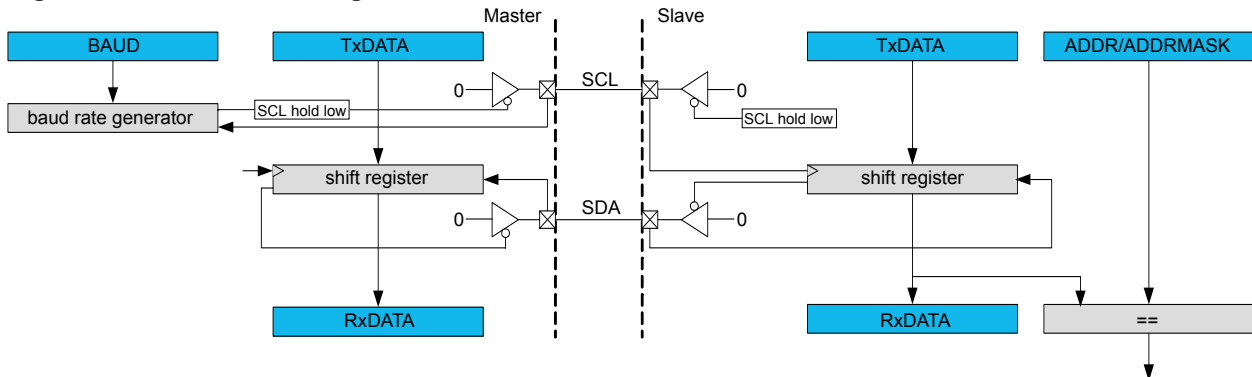 Master Slave
BAUD TxDATA TxDATA ADDR/ADDRMASK
0 SCL 0
baud rate generator SCL hold low SCL hold low
shift register shift register
0 SDA 0
RxDATA RxDATA ==